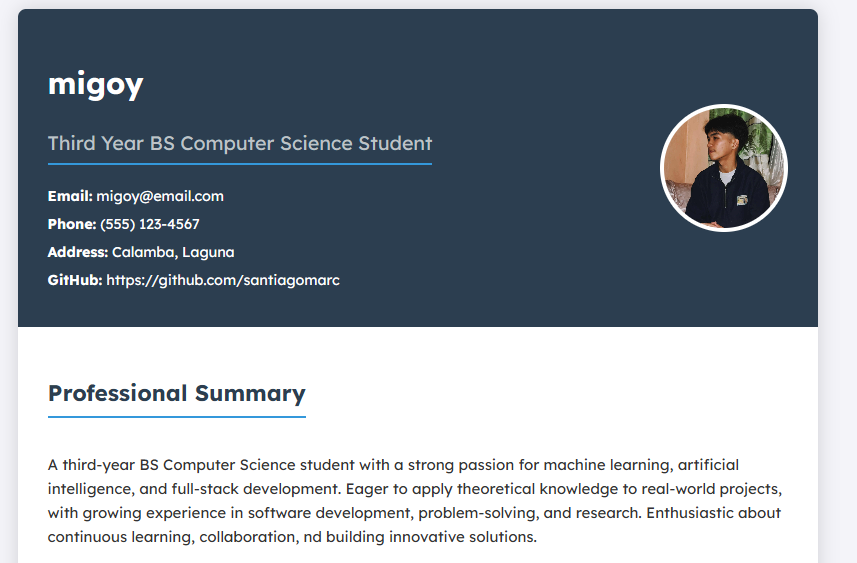 migoy
Third Year BS Computer Science Student
Email: migoy@email.com
Phone: (555) 123-4567
Address: Calamba, Laguna
GitHub: https://github.com/santiagomarc
Professional Summary
A third-year BS Computer Science student with a strong passion for machine learning, artificial
intelligence, and full-stack development. Eager to apply theoretical knowledge to real-world projects,
with growing experience in software development, problem-solving, and research. Enthusiastic about
continuous learning, collaboration, nd building innovative solutions.